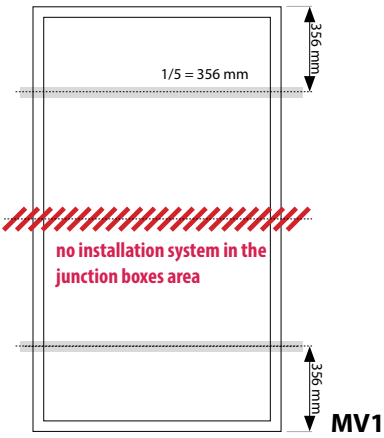 356 mm
1/5 = 356 mm
no installation system in the
junction boxes area
356 mm
MV1